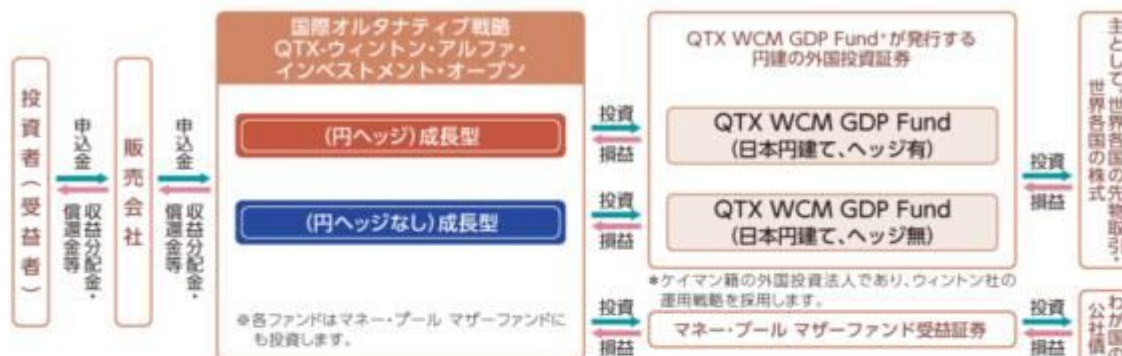 投資者（受益者）
申込金
収益分配金・
償還金等
販売会社
申込金
収益分配金・
償還金等
国際オルタナティブ戦略
QTX-ウィントン・アルファ・
インベストメント・オープン
（円ヘッジ）成長型
（円ヘッジなし）成長型
※各ファンドはマネー・プール マザーファンドに
も投資します。
投資
損益
投資
損益
投資
損益
QTX WCM GDP Fund*が発行する
円建の外国投資証券
QTX WCM GDP Fund
（日本円建て、ヘッジ有）
QTX WCM GDP Fund
（日本円建て、ヘッジ無）
*ケイマン籍の外国投資法人であり、ウィントン社の
運用戦略を採用します。
マネー・プール マザーファンド受益証券
投資
損益
投資
損益
主として、世界各国の先物取引・
世界各国の株式
わが国の
公社債